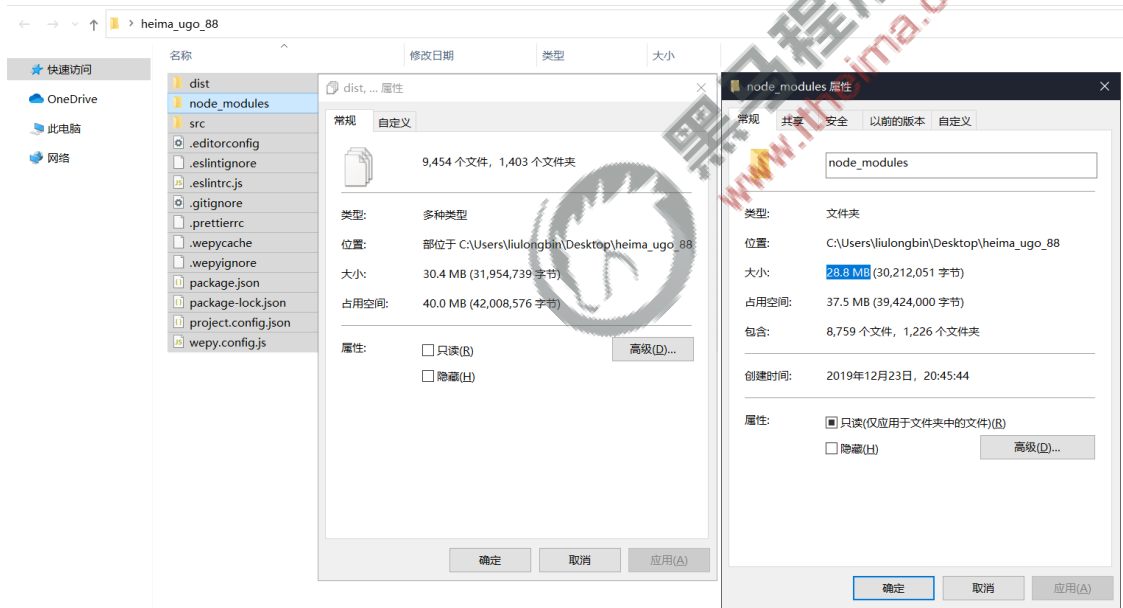 heima_ugo_88
快速访问
OneDrive
此电脑
网络
名称
修改日期
类型
大小
dist
node_modules
src
.editorconfig
.eslintignore
.eslintrc.js
.gitignore
.prettierrc
.wepycache
.wepyignore
package.json
package-lock.json
project.config.json
wepy.config.js
dist, ... 属性
常规 自定义
9,454 个文件，1,403 个文件夹
类型: 多种类型
位置: 部位于 C:\Users\liulongbin\Desktop\heima_ugo_88
大小: 30.4 MB (31,954,739 字节)
占用空间: 40.0 MB (42,008,576 字节)
属性: 只读(R)
高级(D)...
隐藏(H)
确定 取消 应用(A)
node_modules 属性
常规 共享 安全 以前的版本 自定义
node_modules
类型: 文件夹
位置: C:\Users\liulongbin\Desktop\heima_ugo_88
大小: 28.8 MB (30,212,051 字节)
占用空间: 37.5 MB (39,424,000 字节)
包含: 8,759 个文件，1,226 个文件夹
创建时间: 2019年12月23日，20:45:44
属性: 只读(仅应用于文件夹中的文件)(R)
隐藏(H)
高级(D)...
确定 取消 应用(A)
黑马程
www.itheima.c